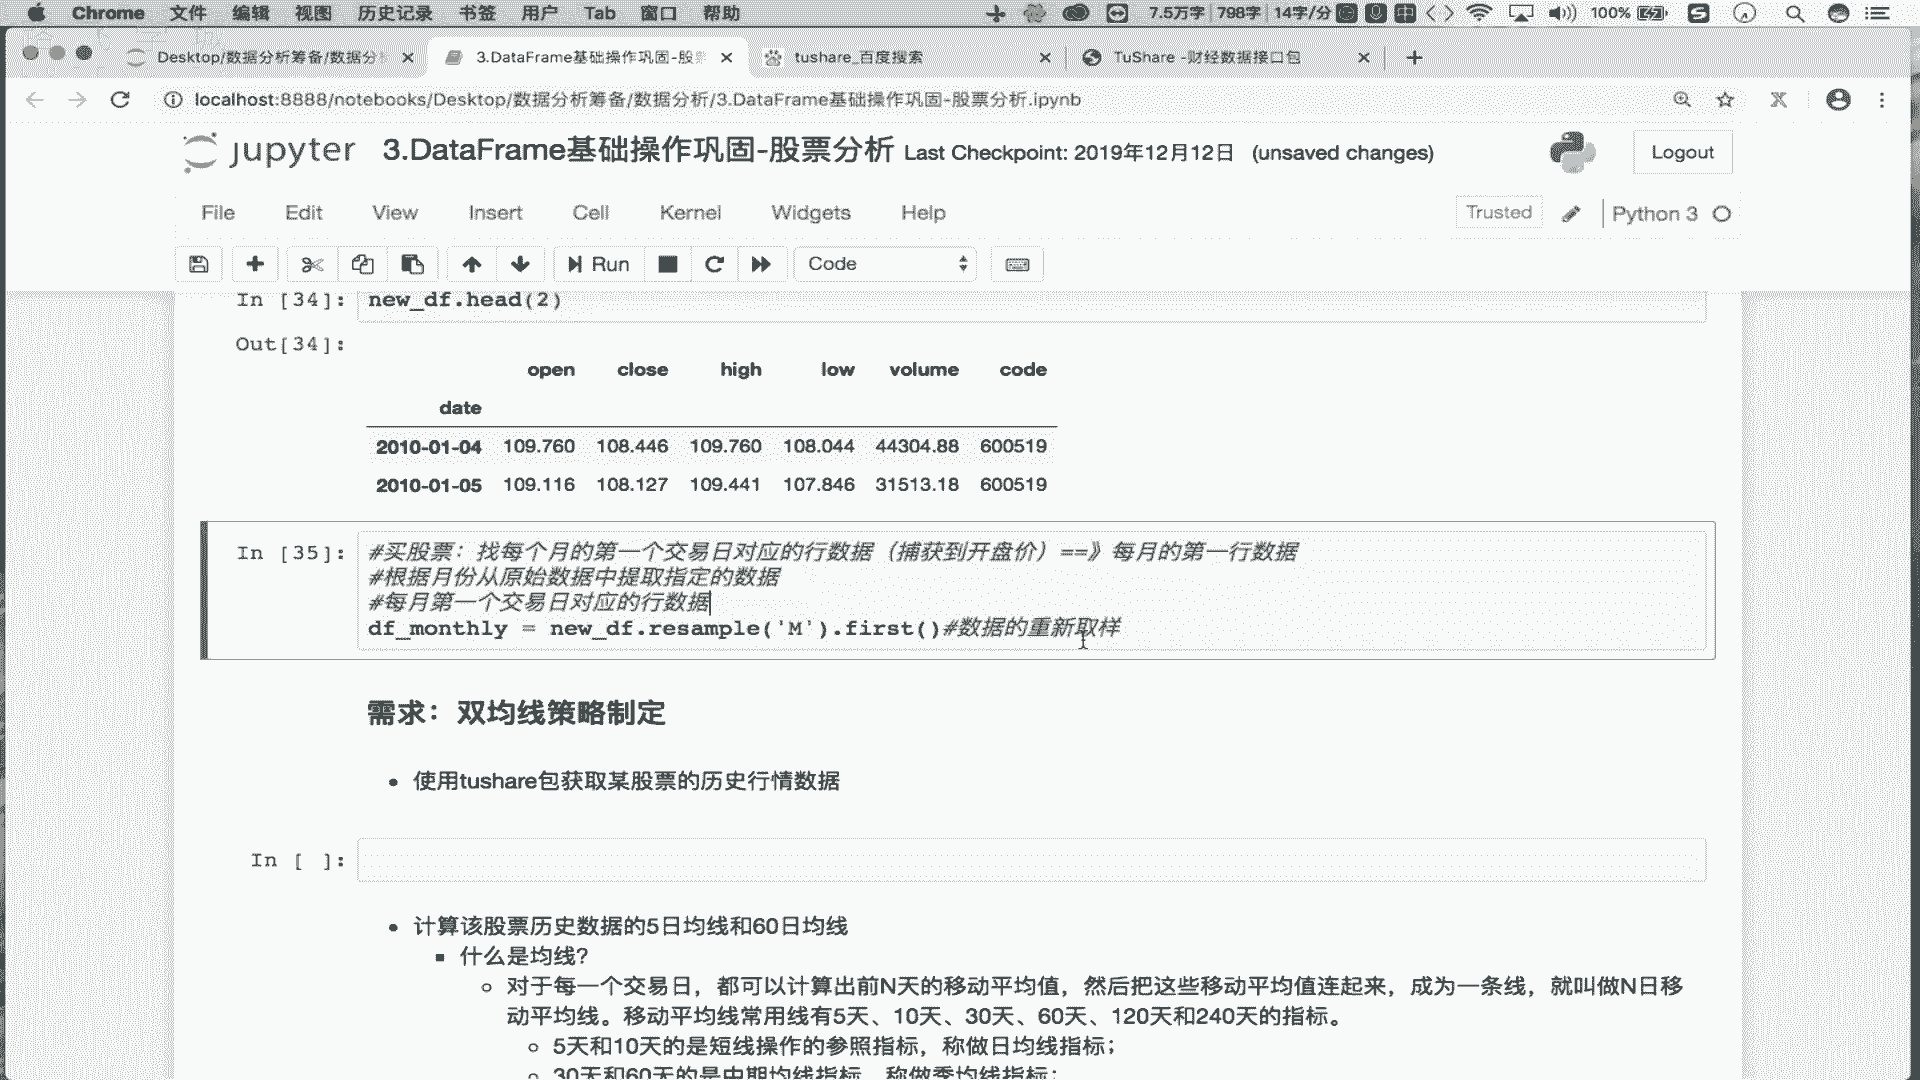 Chrome 文件 编辑 视图 历史记录 书签 用户 Tab 窗口 帮助 7.5万字 798字 14字/分 100%
Desktop/数据分析筹备/数据分析
3.DataFrame基础操作巩固-股
tushare_百度搜索
TuShare -财经数据接口包
localhost:8888/notebooks/Desktop/数据分析筹备/数据分析/3.DataFrame基础操作巩固-股票分析.ipynb
jupyter 3.DataFrame基础操作巩固-股票分析 Last Checkpoint: 2019年12月12日 (unsaved changes) Logout
File Edit View Insert Cell Kernel Widgets Help Trusted Python 3
Run Code
In [34]: new_df.head(2)
Out[34]:
open close high low volume code
date
2010-01-04 109.760 108.446 109.760 108.044 44304.88 600519
2010-01-05 109.116 108.127 109.441 107.846 31513.18 600519
In [35]: #买股票：找每个月的第一个交易日对应的行数据（捕获到开盘价）==》每月的第一行数据
#根据月份从原始数据中提取指定的数据
#每月第一个交易日对应的行数据
df_monthly = new_df.resample('M').first()#数据的重新取样
需求：双均线策略制定
• 使用tushare包获取某股票的历史行情数据
In [ ]:
• 计算该股票历史数据的5日均线和60日均线
▪ 什么是均线?
◦ 对于每一个交易日，都可以计算出前N天的移动平均值，然后把这些移动平均值连起来，成为一条线，就叫做N日移
动平均线。移动平均线常用线有5天、10天、30天、60天、120天和240天的指标。
◦ 5天和10天的是短线操作的参照指标，称做日均线指标；
◦ 30天和60天的是中期均线指标，称做季均线指标；